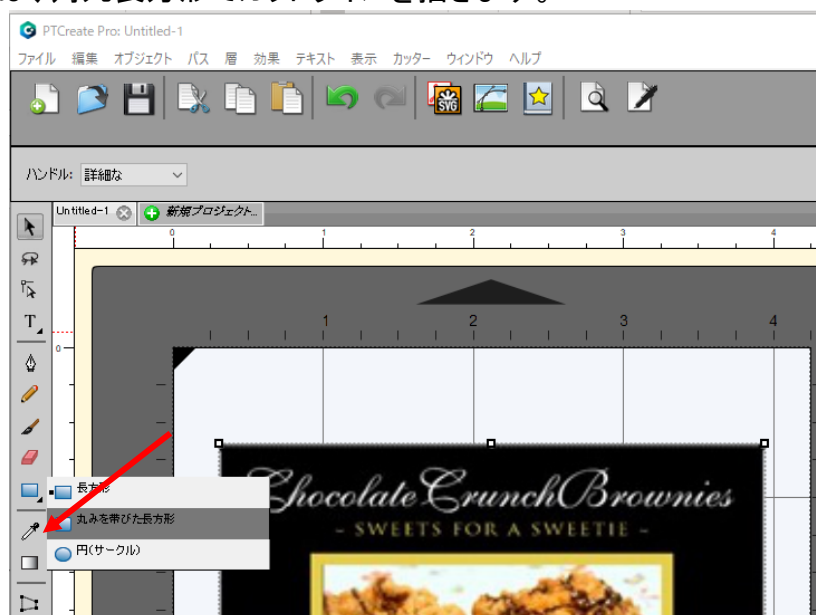 PTCreate Pro: Untitled-1
ファイル 編集 オブジェクト パス 層 効果 テキスト 表示 カッター ウィンドウ ヘルプ
SVG
ハンドル: 詳細な
Untitled-1 新規プロジェクト...
0 1 2 3 4
1 2 3 4
T
0
長方形
丸みを帯びた長方形
円(サークル)
Chocolate Crunch Brownies
~ SWEETS FOR A SWEETIE ~